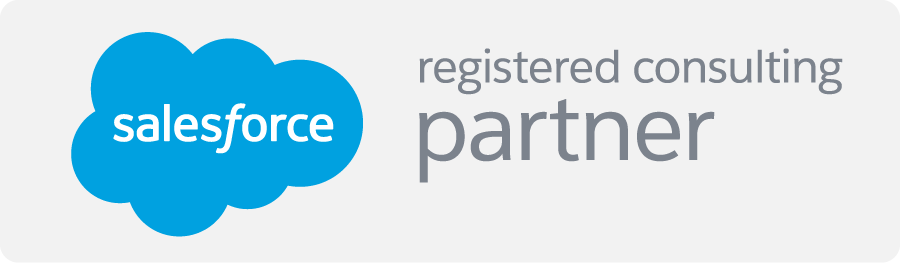 salesforce
registered consulting
partner